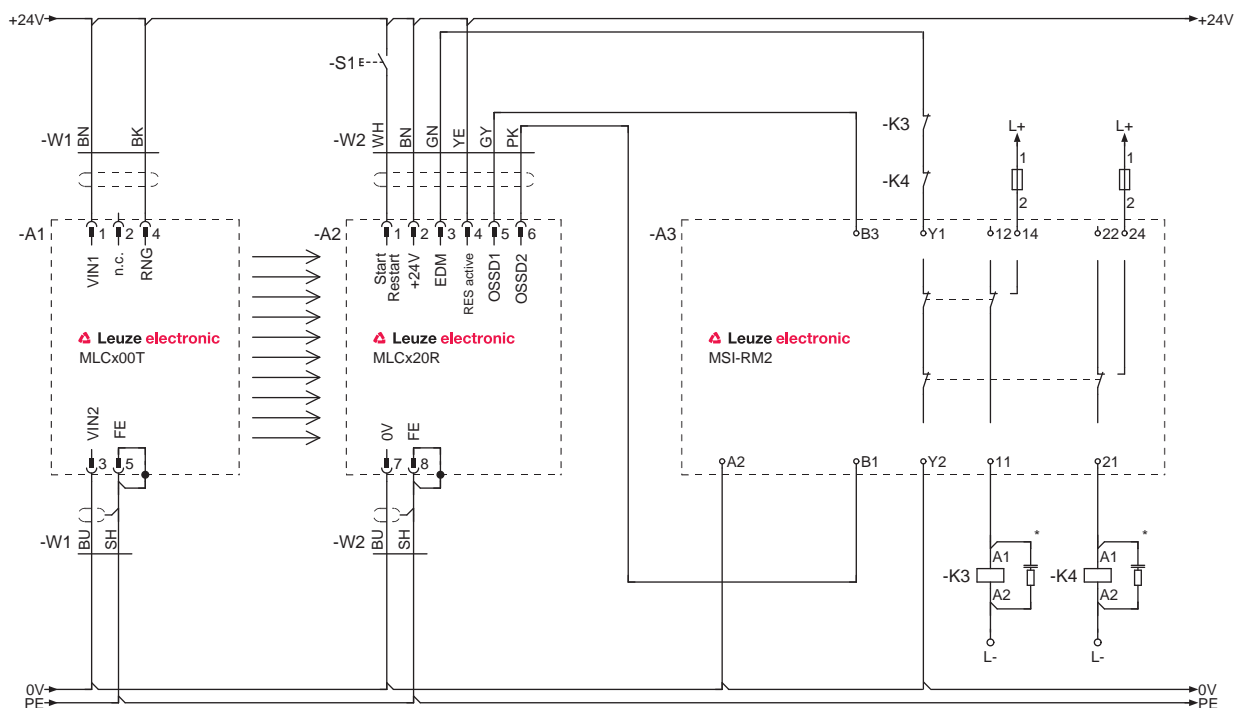 +24V
+24V
-S1
E
-W1
BN
BK
-W2
WH
BN
GN
YE
GY
PK
-K3
-K4
L+
1
2
L+
1
2
-A1
1
2
4
VIN1
n.c.
RNG
-A2
1
2
3
4
5
6
Start
Restart
+24V
EDM
RES active
OSSD1
OSSD2
-A3
B3
Y1
12
14
22
24
Leuze electronic
MLCx00T
Leuze electronic
MLCx20R
Leuze electronic
MSI-RM2
VIN2
FE
3
5
0V
FE
7
8
A2
B1
Y2
11
21
-W1
BU
SH
-W2
BU
SH
-K3
A1
A2
*
L-
-K4
A1
A2
*
L-
0V
0V
PE
PE